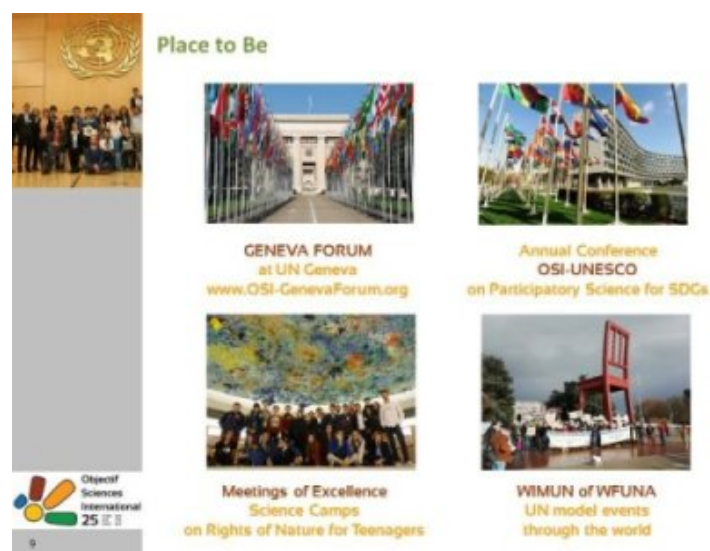 Place to Be
GENEVA FORUM
at UN Geneva
www.OSI-GenevaForum.org
Annual Conference
OSI-UNESCO
on Participatory Science for SDGs
Meetings of Excellence
Science Camps
on Rights of Nature for Teenagers
WIMUN of WFUNA
UN model events
through the world
Objectif
Sciences
International
25
9